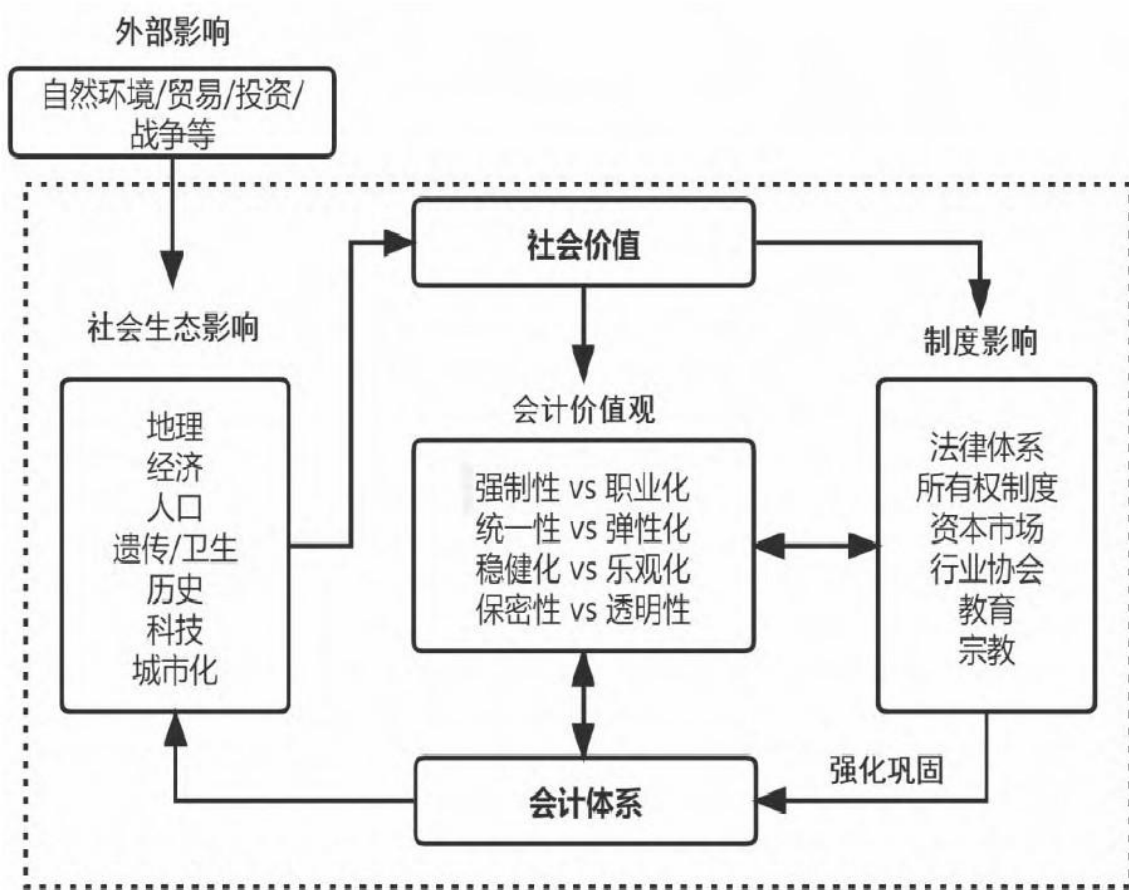 外部影响
自然环境/贸易/投资/
战争等
社会价值
社会生态影响
制度影响
地理
经济
人口
遗传/卫生
历史
科技
城市化
会计价值观
强制性 vs 职业化
统一性 vs 弹性化
稳健化 vs 乐观化
保密性 vs 透明性
法律体系
所有权制度
资本市场
行业协会
教育
宗教
强化巩固
会计体系